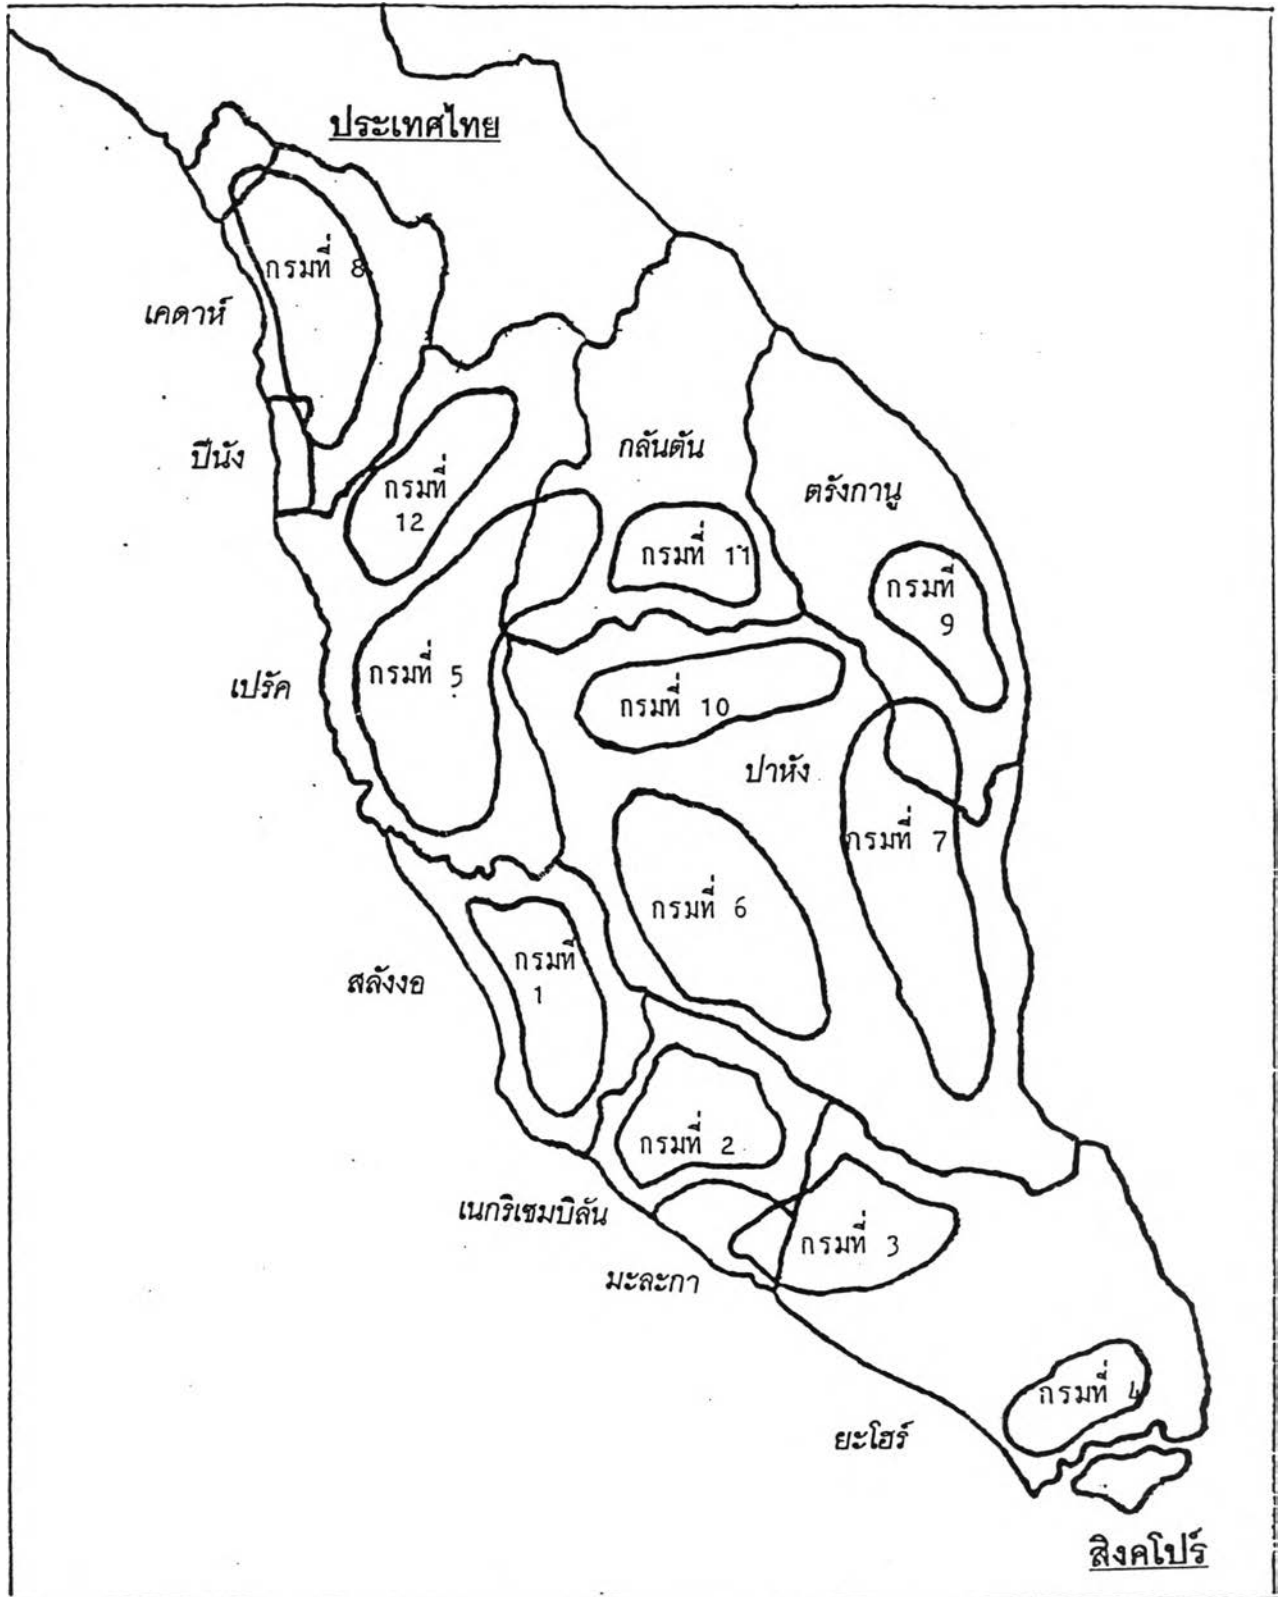 ประเทศไทย
กรมที่ 8
เคดาห์
ปีนัง
กลันตัน
ตรังกานู
กรมที่
12
กรมที่ 11
กรมที่
9
เปรัค
กรมที่ 5
กรมที่ 10
ปาหัง
กรมที่ 7
กรมที่ 6
สลังงอ
กรมที่
1
กรมที่ 2
เนกริเซมบิลัน
กรมที่ 3
มะละกา
กรมที่ 4
ยะโฮร์
สิงคโปร์